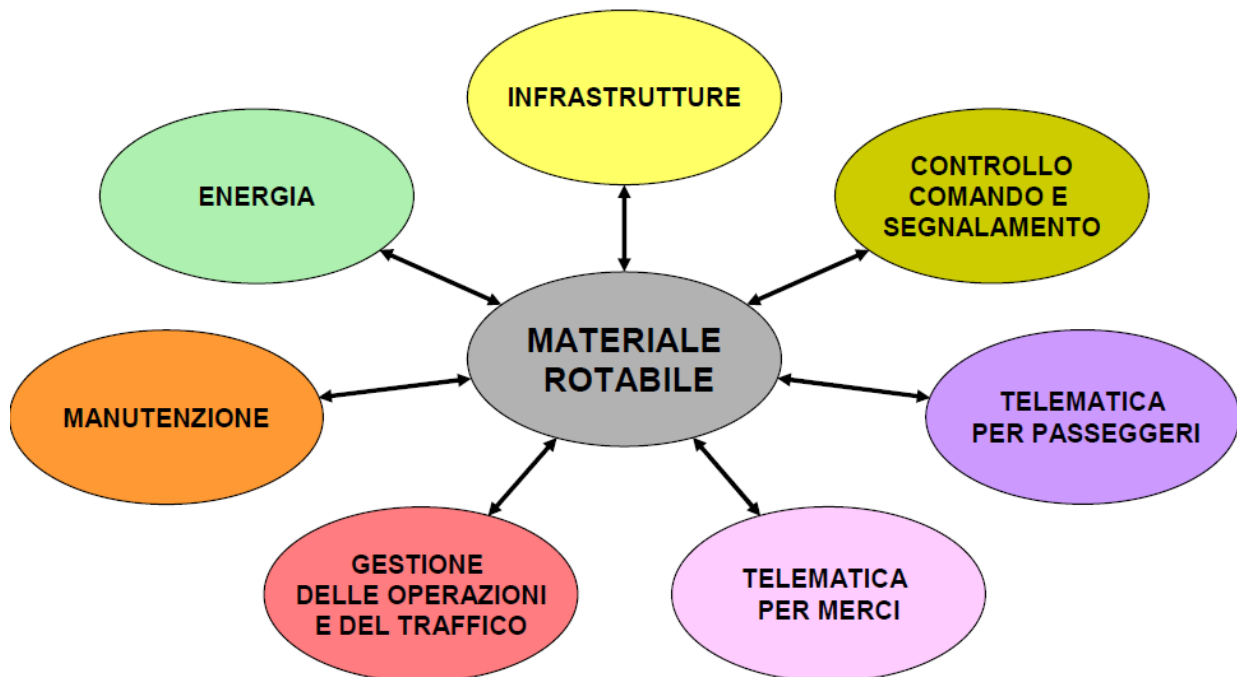 INFRASTRUTTURE
ENERGIA
CONTROLLO
COMANDO E
SEGNALAMENTO
MATERIALE
ROTABILE
MANUTENZIONE
TELEMATICA
PER PASSEGGERI
GESTIONE
DELLE OPERAZIONI
E DEL TRAFFICO
TELEMATICA
PER MERCI